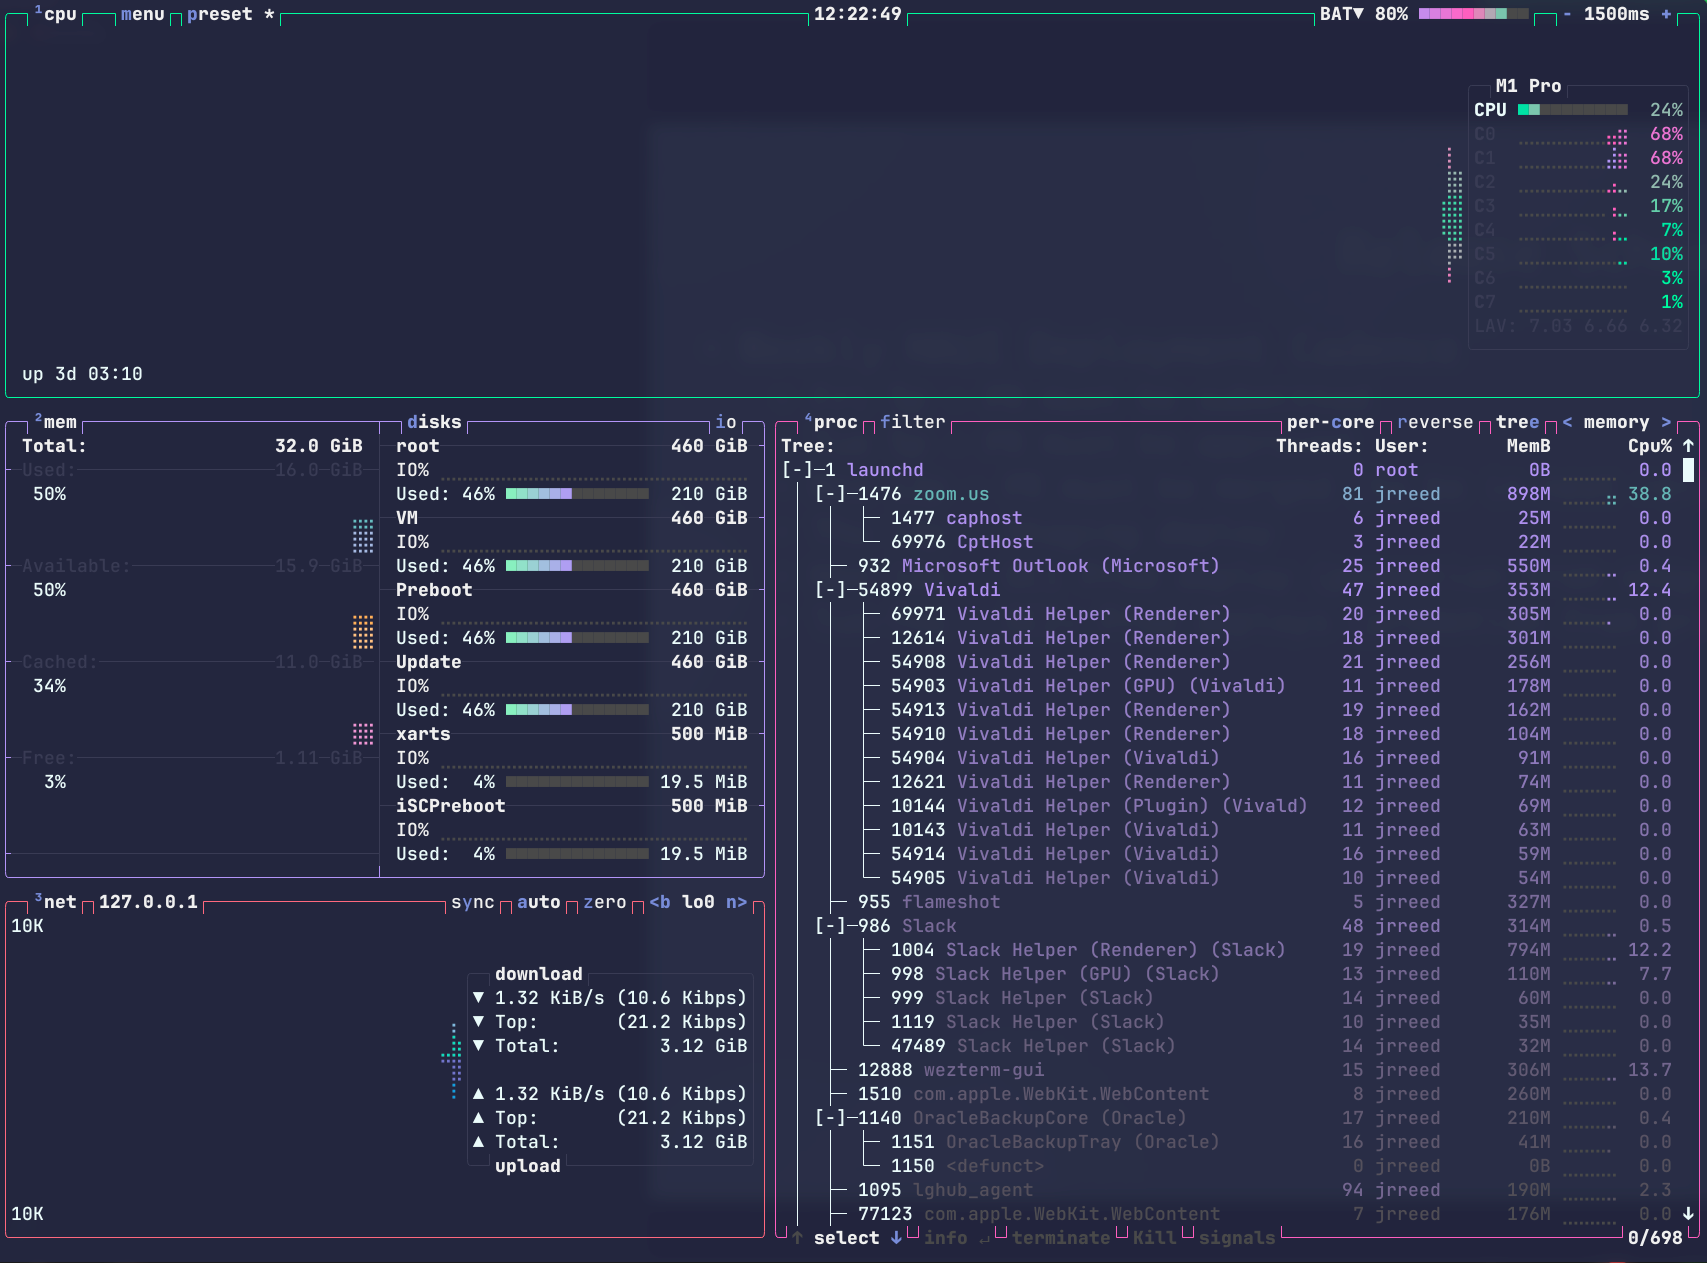 ¹cpu menu preset * 12:22:49 BAT▼ 80% - 1500ms +
M1 Pro
CPU 24%
C0 68%
C1 68%
C2 24%
C3 17%
C4 7%
C5 10%
C6 3%
C7 1%
LAV: 7.03 6.66 6.32
up 3d 03:10
²mem
Total: 32.0 GiB
Used: 16.0 GiB
50%
Available: 15.9 GiB
50%
Cached: 11.0 GiB
34%
Free: 1.11 GiB
3%
disks io
root 460 GiB
IO%
Used: 46% 210 GiB
VM 460 GiB
IO%
Used: 46% 210 GiB
Preboot 460 GiB
IO%
Used: 46% 210 GiB
Update 460 GiB
IO%
Used: 46% 210 GiB
xarts 500 MiB
IO%
Used: 4% 19.5 MiB
iSCPreboot 500 MiB
IO%
Used: 4% 19.5 MiB
³net 127.0.0.1 sync auto zero <b lo0 n>
10K
download
▼ 1.32 KiB/s (10.6 Kibps)
▼ Top: (21.2 Kibps)
▼ Total: 3.12 GiB
▲ 1.32 KiB/s (10.6 Kibps)
▲ Top: (21.2 Kibps)
▲ Total: 3.12 GiB
upload
10K
⁴proc filter per-core reverse tree < memory >
Tree: Threads: User: MemB Cpu% ↑
[-]─1 launchd 0 root 0B 0.0
[-]─1476 zoom.us 81 jrreed 898M 38.8
1477 caphost 6 jrreed 25M 0.0
69976 CptHost 3 jrreed 22M 0.0
932 Microsoft Outlook (Microsoft) 25 jrreed 550M 0.4
[-]─54899 Vivaldi 47 jrreed 353M 12.4
69971 Vivaldi Helper (Renderer) 20 jrreed 305M 0.0
12614 Vivaldi Helper (Renderer) 18 jrreed 301M 0.0
54908 Vivaldi Helper (Renderer) 21 jrreed 256M 0.0
54903 Vivaldi Helper (GPU) (Vivaldi) 11 jrreed 178M 0.0
54913 Vivaldi Helper (Renderer) 19 jrreed 162M 0.0
54910 Vivaldi Helper (Renderer) 18 jrreed 104M 0.0
54904 Vivaldi Helper (Vivaldi) 16 jrreed 91M 0.0
12621 Vivaldi Helper (Renderer) 11 jrreed 74M 0.0
10144 Vivaldi Helper (Plugin) (Vivald) 12 jrreed 69M 0.0
10143 Vivaldi Helper (Vivaldi) 11 jrreed 63M 0.0
54914 Vivaldi Helper (Vivaldi) 16 jrreed 59M 0.0
54905 Vivaldi Helper (Vivaldi) 10 jrreed 54M 0.0
955 flameshot 5 jrreed 327M 0.0
[-]─986 Slack 48 jrreed 314M 0.5
1004 Slack Helper (Renderer) (Slack) 19 jrreed 794M 12.2
998 Slack Helper (GPU) (Slack) 13 jrreed 110M 7.7
999 Slack Helper (Slack) 14 jrreed 60M 0.0
1119 Slack Helper (Slack) 10 jrreed 35M 0.0
47489 Slack Helper (Slack) 14 jrreed 32M 0.0
12888 wezterm-gui 15 jrreed 306M 13.7
1510 com.apple.WebKit.WebContent 8 jrreed 260M 0.0
[-]─1140 OracleBackupCore (Oracle) 17 jrreed 210M 0.4
1151 OracleBackupTray (Oracle) 16 jrreed 41M 0.0
1150 <defunct> 0 jrreed 0B 0.0
1095 lghub_agent 94 jrreed 190M 2.3
77123 com.apple.WebKit.WebContent 7 jrreed 176M 0.0 ↓
↑ select ↓ info ↵ terminate Kill signals 0/698